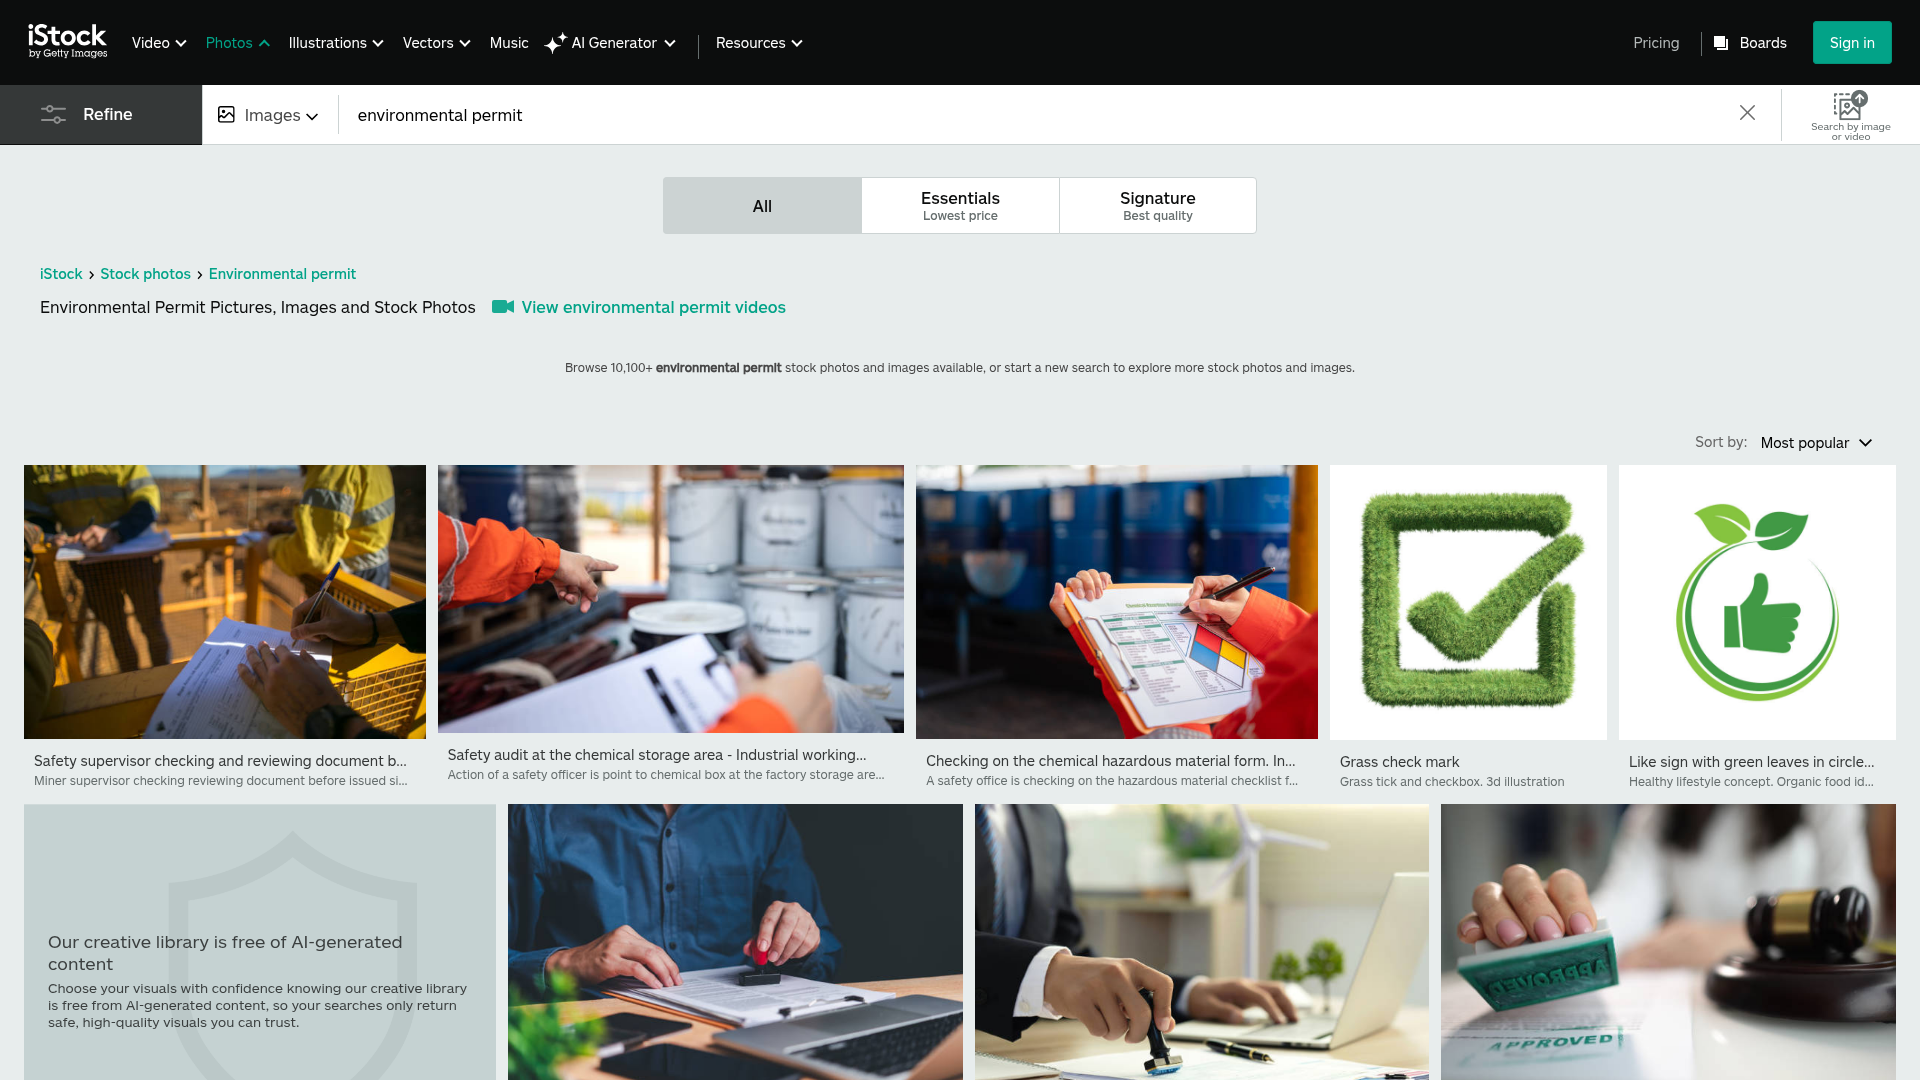 iStock
by Getty Images
Video
Photos
Illustrations
Vectors
Music
AI Generator
Resources
Pricing
Boards
Sign in
Refine
Images
environmental permit
Search by image
or video
All
Essentials
Lowest price
Signature
Best quality
iStock › Stock photos › Environmental permit
Environmental Permit Pictures, Images and Stock Photos
View environmental permit videos
Browse 10,100+ environmental permit stock photos and images available, or start a new search to explore more stock photos and images.
Sort by: Most popular
Safety supervisor checking and reviewing document b...
Miner supervisor checking reviewing document before issued si...
Safety audit at the chemical storage area - Industrial working...
Action of a safety officer is point to chemical box at the factory storage are...
Checking on the chemical hazardous material form. In...
A safety office is checking on the hazardous material checklist f...
Grass check mark
Grass tick and checkbox. 3d illustration
Like sign with green leaves in circle...
Healthy lifestyle concept. Organic food id...
Our creative library is free of AI-generated
content
Choose your visuals with confidence knowing our creative library
is free from AI-generated content, so your searches only return
safe, high-quality visuals you can trust.
APPROVED
APPROVED